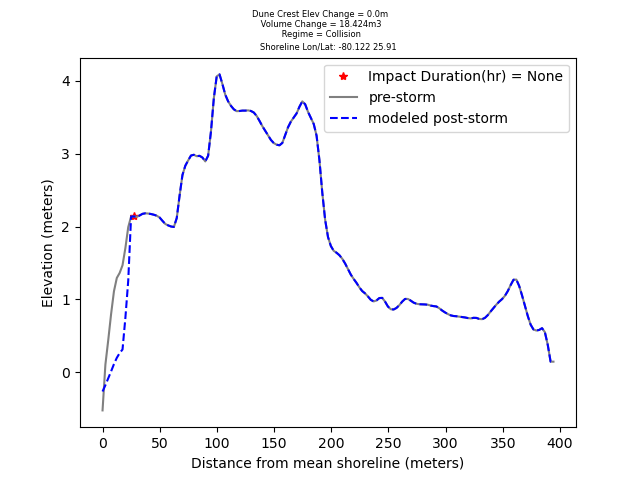 Dune Crest Elev Change = 0.0m
Volume Change = 18.424m3
Regime = Collision
Shoreline Lon/Lat: -80.122 25.91
Impact Duration(hr) = None
pre-storm
modeled post-storm
4
3
2
1
0
Elevation (meters)
0 50 100 150 200 250 300 350 400
Distance from mean shoreline (meters)